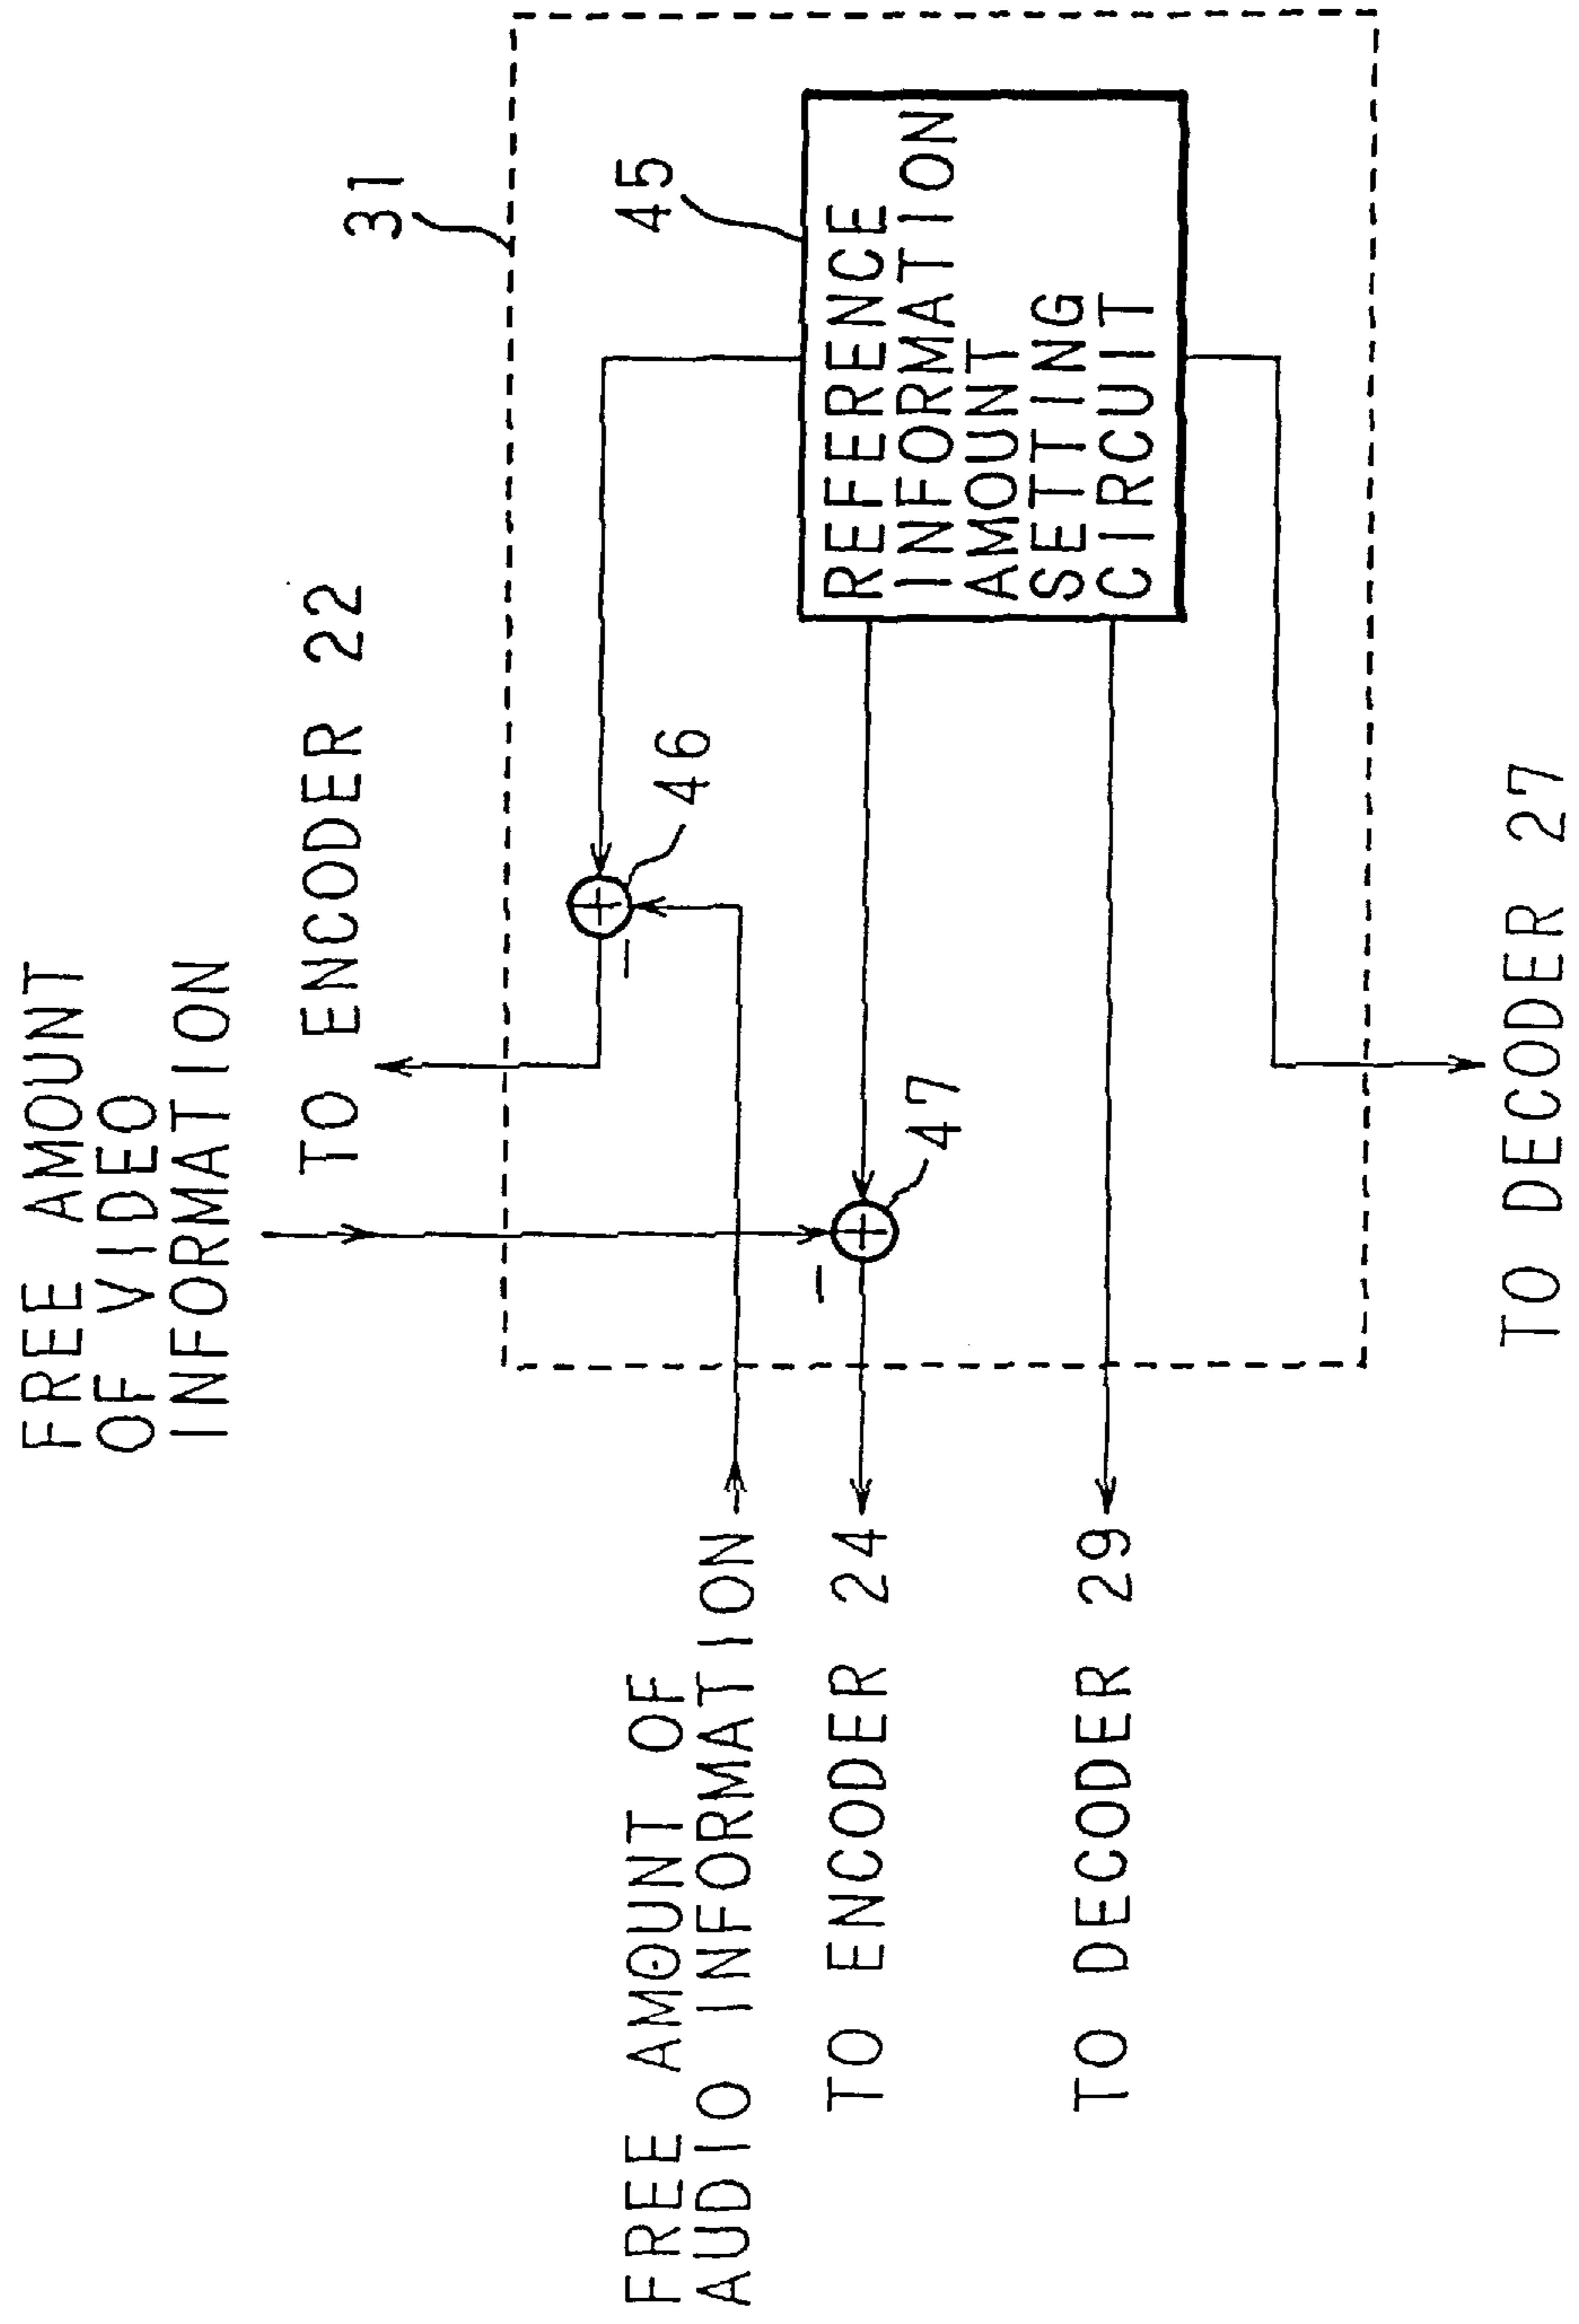 FREE AMOUNT
OF VIDEO
INFORMATION
TO ENCODER 22
31
46
45
REFERENCE
INFORMATION
AMOUNT
SETTING
CIRCUIT
47
FREE AMOUNT OF
AUDIO INFORMATION
TO ENCODER 24
TO DECODER 29
TO DECODER 27